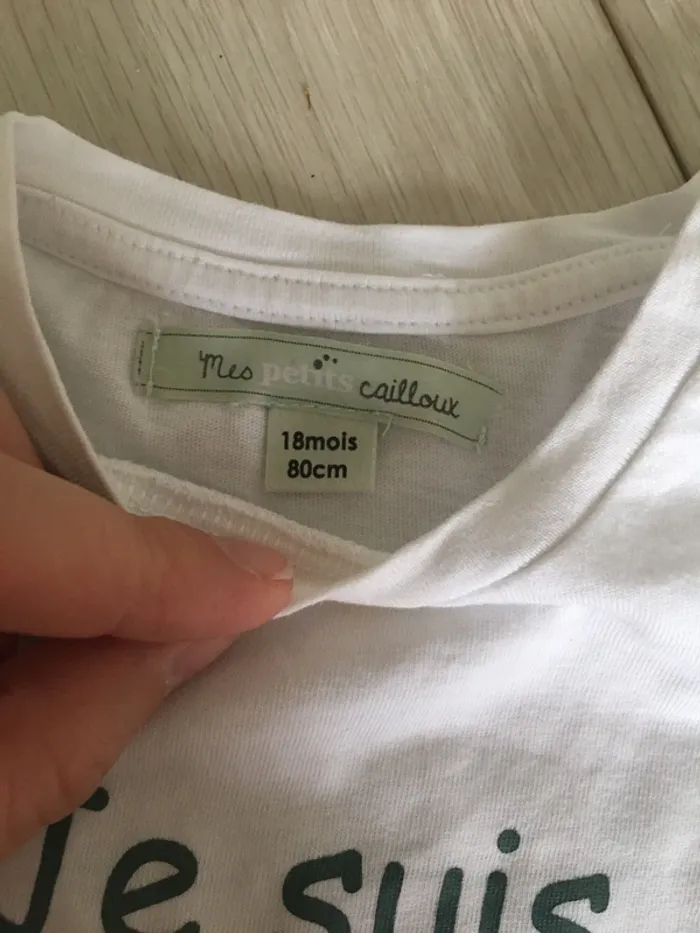 Mes petits cailloux
18mois
80cm
Je suis